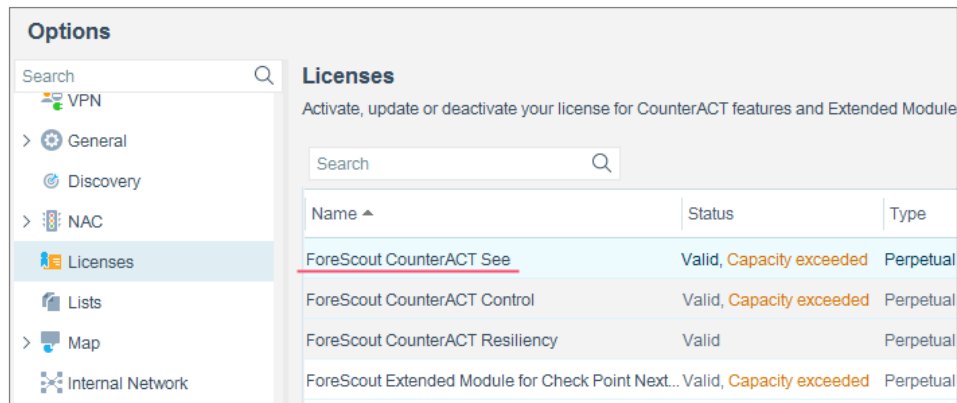 Options
Search
VPN
General
Discovery
NAC
Licenses
Lists
Map
Internal Network
Licenses
Activate, update or deactivate your license for CounterACT features and Extended Module
Search
Name Status Type
ForeScout CounterACT See Valid, Capacity exceeded Perpetual
ForeScout CounterACT Control Valid, Capacity exceeded Perpetual
ForeScout CounterACT Resiliency Valid Perpetual
ForeScout Extended Module for Check Point Next... Valid, Capacity exceeded Perpetual